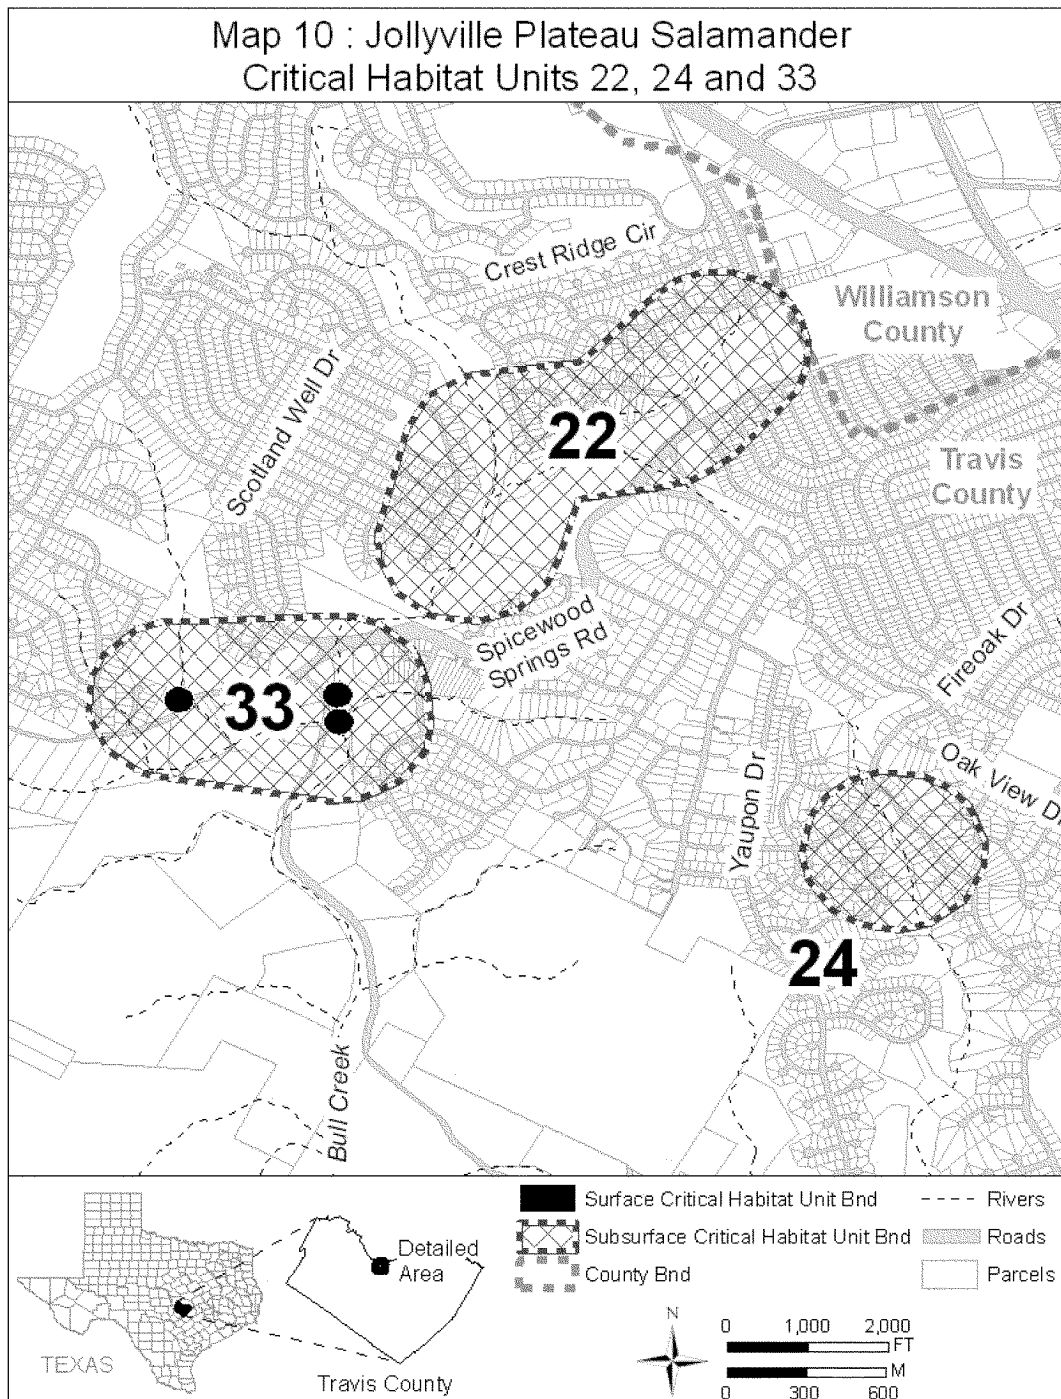 Map 10 : Jollyville Plateau Salamander
Critical Habitat Units 22, 24 and 33
Crest Ridge Cir
Williamson
County
Scotland Well Dr
22
Travis
County
Spicewood
Springs Rd
Fireoak Dr
33
Oak View Dr
Yaupon Dr
24
Bull Creek
Surface Critical Habitat Unit Bnd
Rivers
Subsurface Critical Habitat Unit Bnd
Roads
County Bnd
Parcels
Detailed
Area
TEXAS
Travis County
N
0 1,000 2,000
FT
M
0 300 600